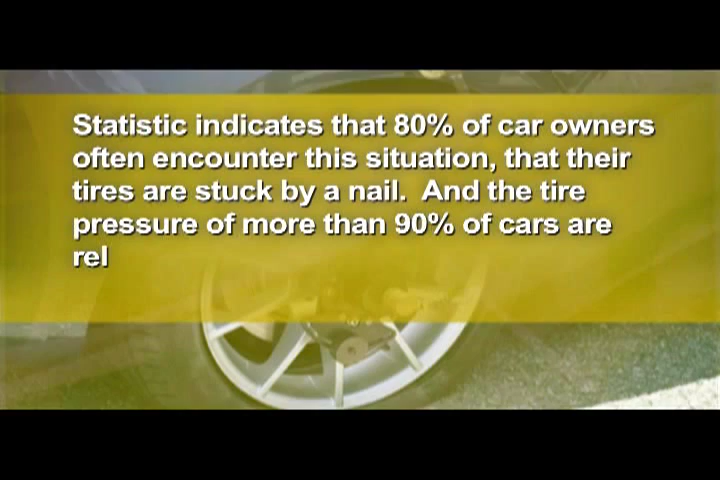 Statistic indicates that 80% of car owners
often encounter this situation, that their
tires are stuck by a nail.  And the tire
pressure of more than 90% of cars are
rel